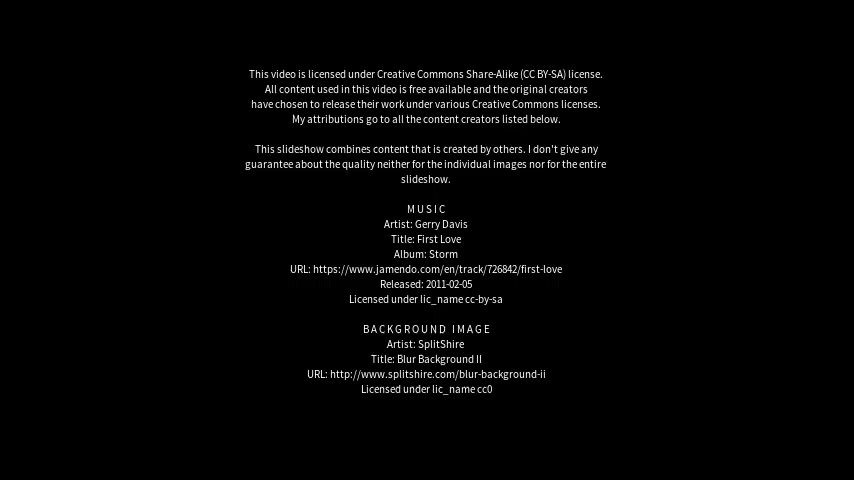 This video is licensed under Creative Commons Share-Alike (CC BY-SA) license.
All content used in this video is free available and the original creators
have chosen to release their work under various Creative Commons licenses.
My attributions go to all the content creators listed below.
This slideshow combines content that is created by others. I don't give any
guarantee about the quality neither for the individual images nor for the entire
slideshow.
MUSIC
Artist: Gerry Davis
Title: First Love
Album: Storm
URL: https://www.jamendo.com/en/track/726842/first-love
Released: 2011-02-05
Licensed under lic_name cc-by-sa
BACKGROUND IMAGE
Artist: SplitShire
Title: Blur Background II
URL: http://www.splitshire.com/blur-background-ii
Licensed under lic_name cc0